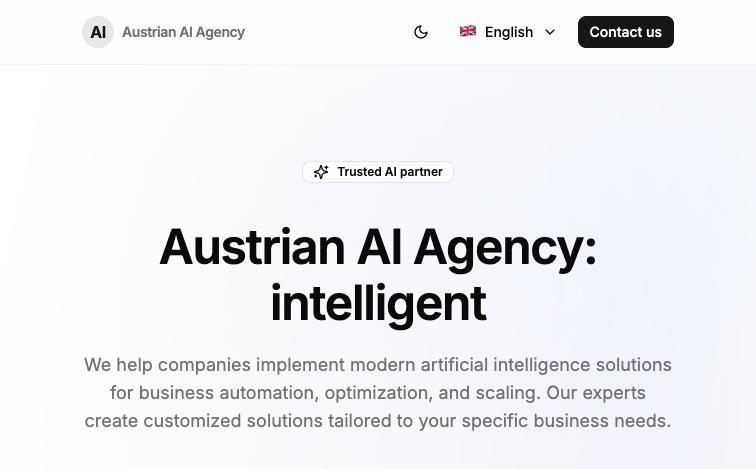 AI Austrian AI Agency English Contact us
Trusted AI partner
Austrian AI Agency:
intelligent
We help companies implement modern artificial intelligence solutions
for business automation, optimization, and scaling. Our experts
create customized solutions tailored to your specific business needs.